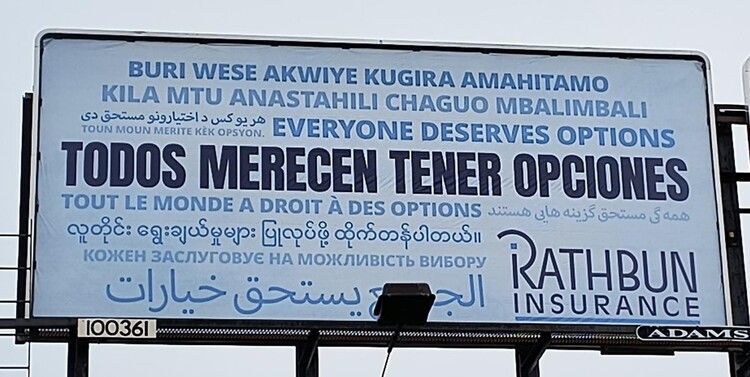 BURI WESE AKWIYE KUGIRA AMAHITAMO
KILA MTU ANASTAHILI CHAGUO MBALIMBALI
هر یو کس د اختیارونو مستحق دی
TOUN MOUN MERITE KÈK OPSYON.
EVERYONE DESERVES OPTIONS
TODOS MERECEN TENER OPCIONES
TOUT LE MONDE A DROIT À DES OPTIONS
همه گی مستحق گزینه هایی هستند
လူတိုင်း ရွေးချယ်မှုများ ပြုလုပ်ဖို့ ထိုက်တန်ပါတယ်။
КОЖЕН ЗАСЛУГОВУЄ НА МОЖЛИВІСТЬ ВИБОРУ
يستحق خيارات
RATHBUN
INSURANCE
100361
ADAMS